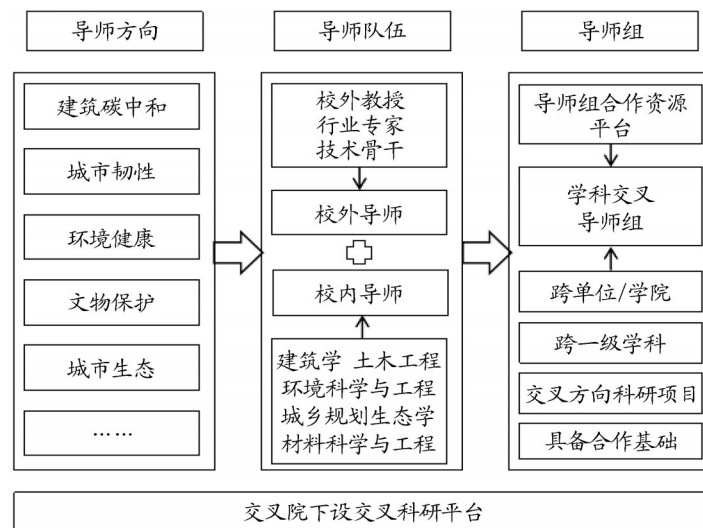 导师方向
导师队伍
导师组
建筑碳中和
城市韧性
环境健康
文物保护
城市生态
……
校外教授
行业专家
技术骨干
校外导师
校内导师
建筑学 土木工程
环境科学与工程
城乡规划生态学
材料科学与工程
导师组合作资源
平台
学科交叉
导师组
跨单位/学院
跨一级学科
交叉方向科研项目
具备合作基础
交叉院下设交叉科研平台